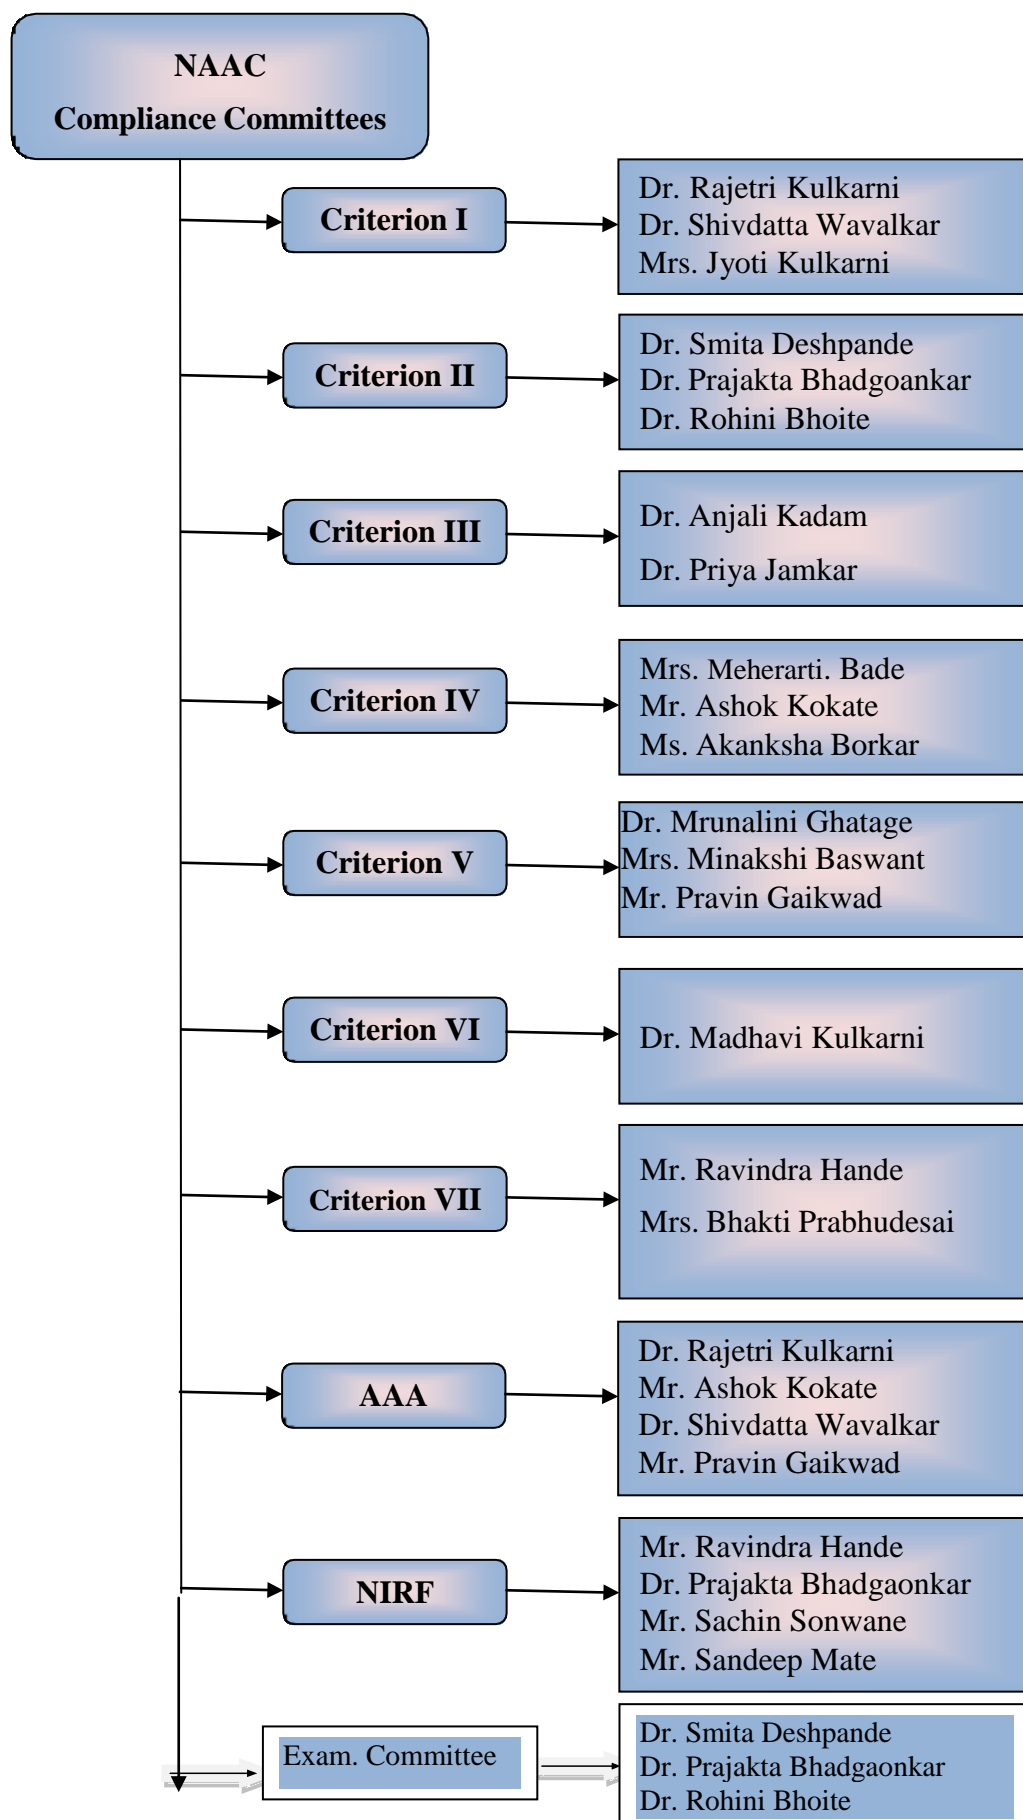 NAAC
Compliance Committees
Criterion I
Dr. Rajetri Kulkarni
Dr. Shivdatta Wavalkar
Mrs. Jyoti Kulkarni
Criterion II
Dr. Smita Deshpande
Dr. Prajakta Bhadgoankar
Dr. Rohini Bhoite
Criterion III
Dr. Anjali Kadam
Dr. Priya Jamkar
Criterion IV
Mrs. Meherarti. Bade
Mr. Ashok Kokate
Ms. Akanksha Borkar
Criterion V
Dr. Mrunalini Ghatage
Mrs. Minakshi Baswant
Mr. Pravin Gaikwad
Criterion VI
Dr. Madhavi Kulkarni
Criterion VII
Mr. Ravindra Hande
Mrs. Bhakti Prabhudesai
AAA
Dr. Rajetri Kulkarni
Mr. Ashok Kokate
Dr. Shivdatta Wavalkar
Mr. Pravin Gaikwad
NIRF
Mr. Ravindra Hande
Dr. Prajakta Bhadgaonkar
Mr. Sachin Sonwane
Mr. Sandeep Mate
Exam. Committee
Dr. Smita Deshpande
Dr. Prajakta Bhadgaonkar
Dr. Rohini Bhoite